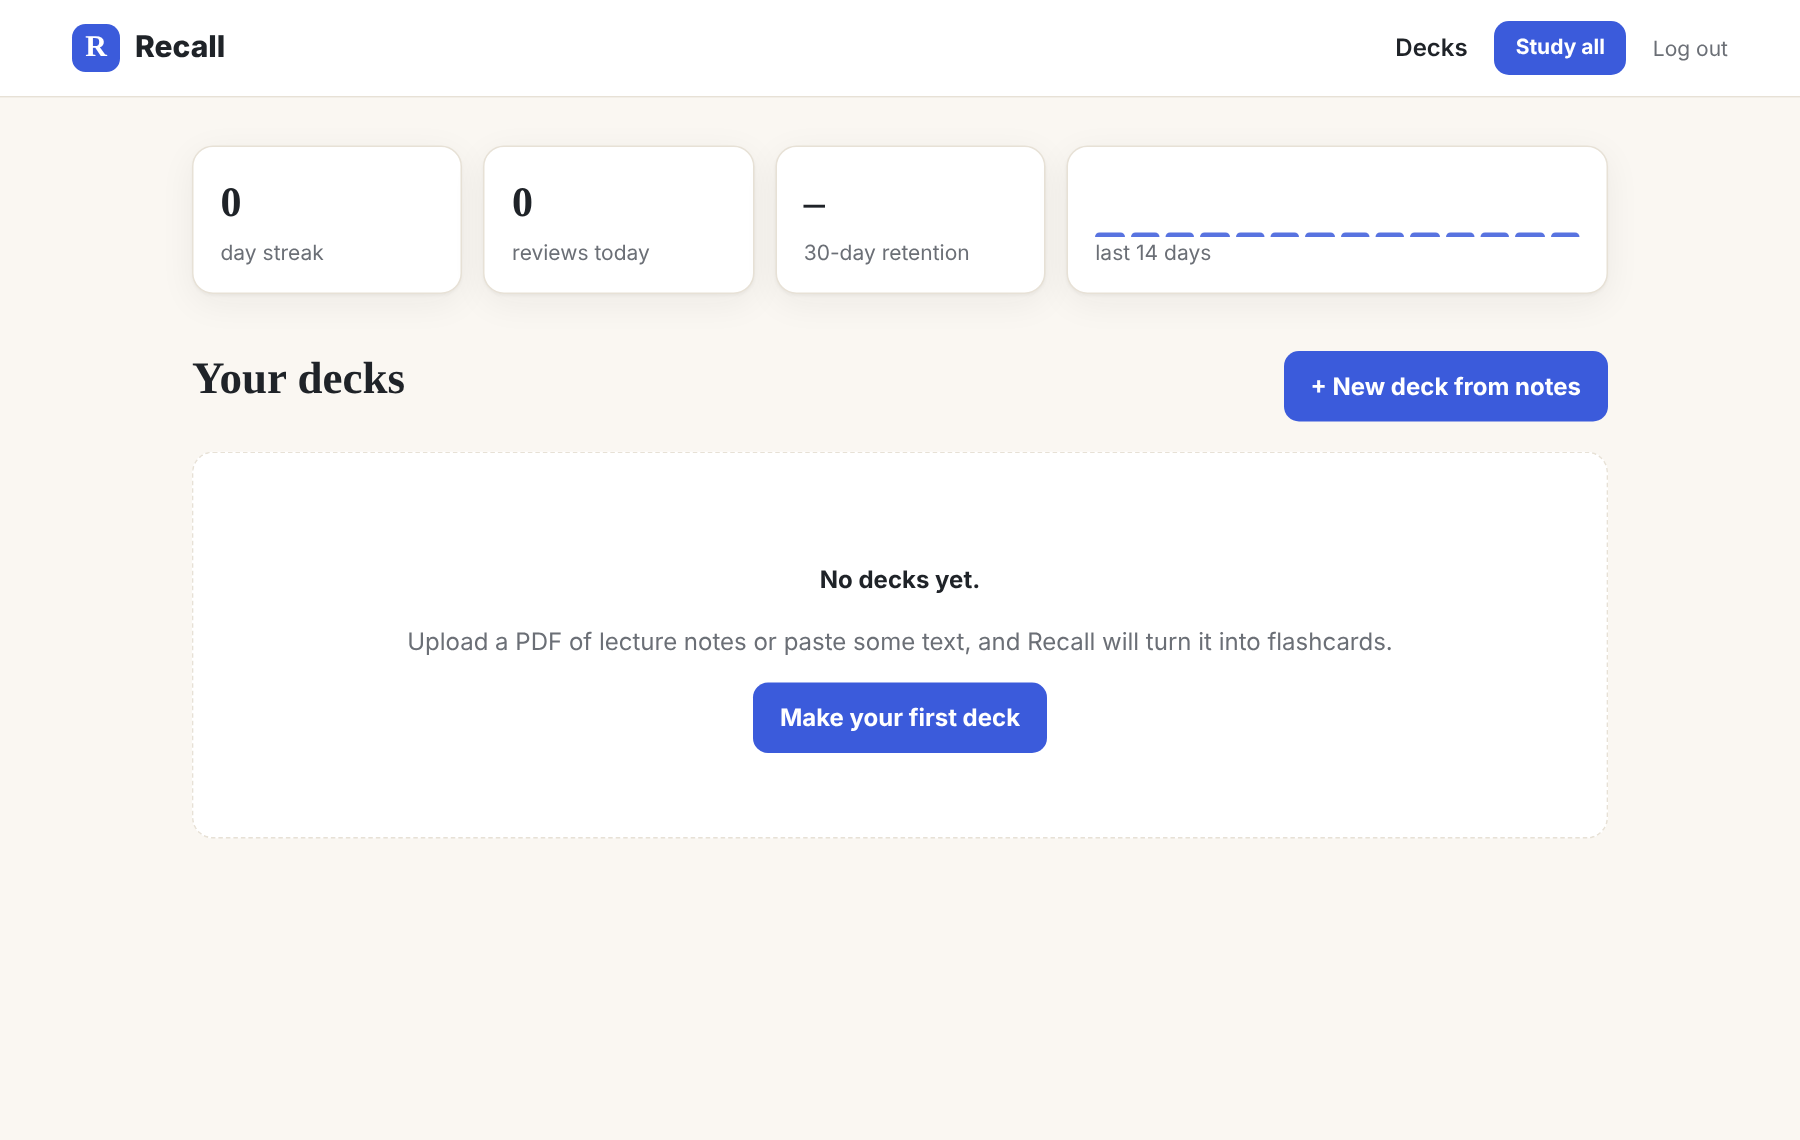 R Recall
Decks
Study all
Log out
0
day streak
0
reviews today
–
30-day retention
last 14 days
Your decks
+ New deck from notes
No decks yet.
Upload a PDF of lecture notes or paste some text, and Recall will turn it into flashcards.
Make your first deck